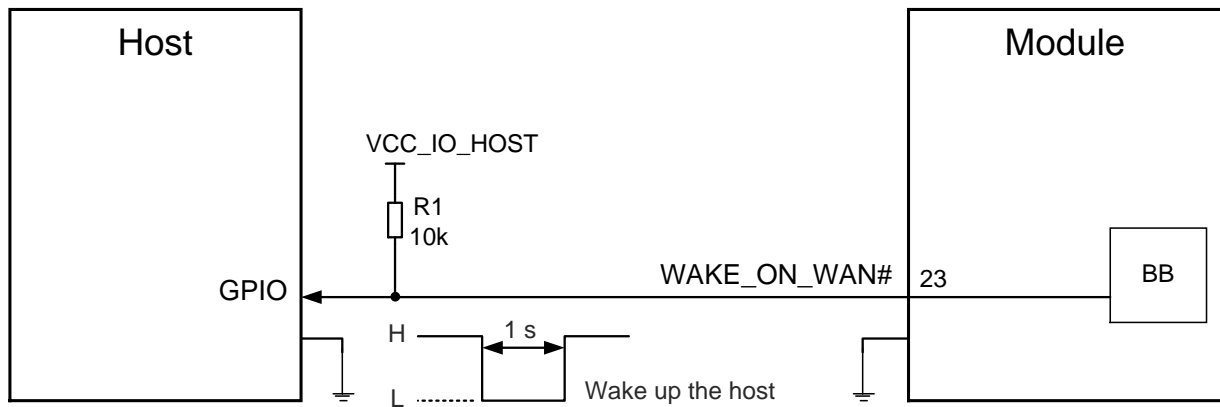 Host
Module
VCC_IO_HOST
R1
10k
GPIO
WAKE_ON_WAN#
23
BB
H
1 s
L
Wake up the host